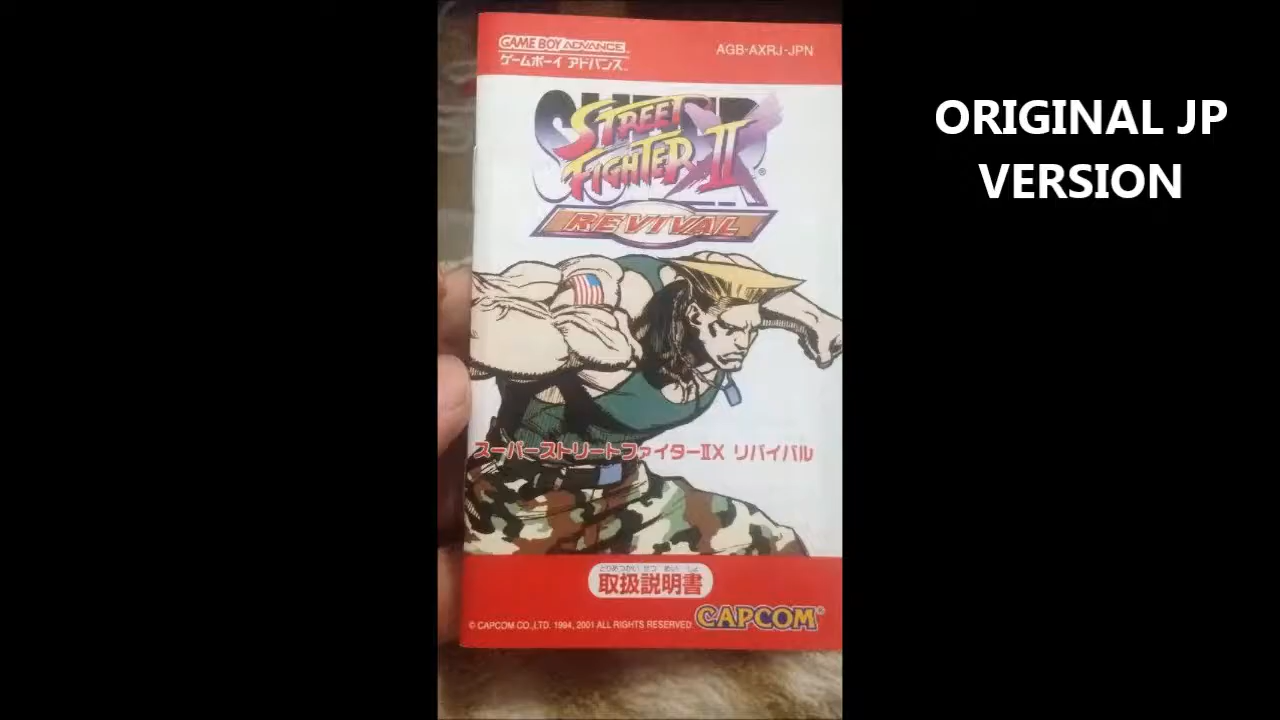 GAME BOY ADVANCE
ゲームボーイ アドバンス
AGB-AXRJ-JPN
ORIGINAL JP
VERSION
SUPER
STREET
FIGHTER II X
REVIVAL
スーパーストリートファイターIIX リバイバル
とりあつかい せつ めい しょ
取扱説明書
CAPCOM
© CAPCOM CO.,LTD. 1994, 2001 ALL RIGHTS RESERVED.